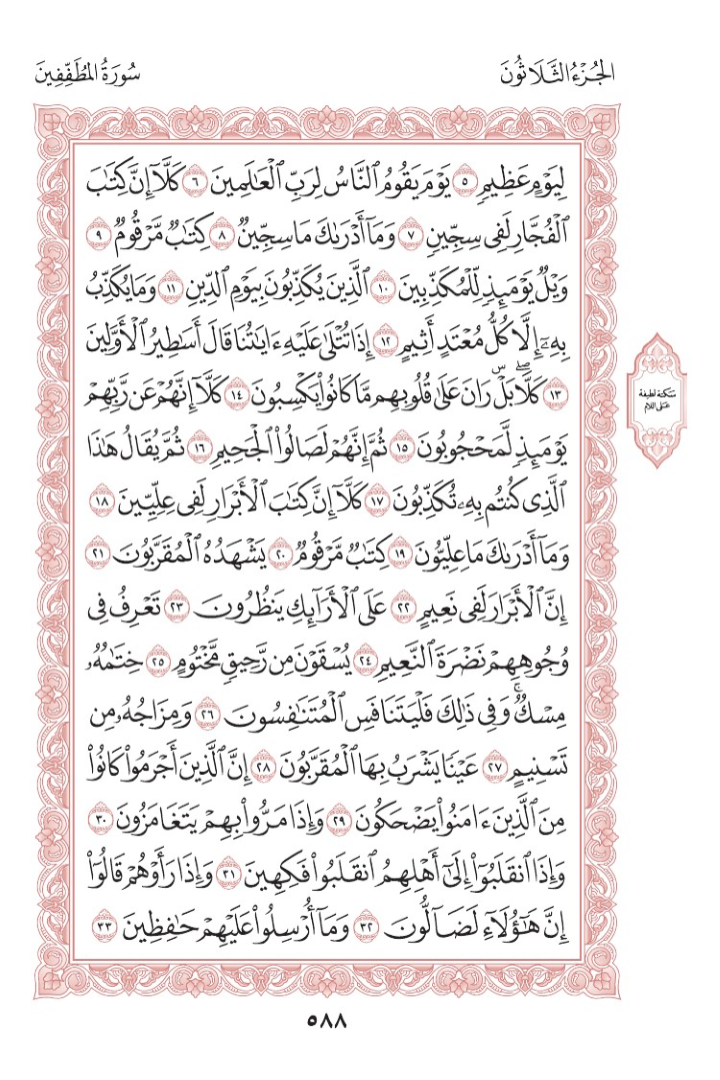 الجُزْءُ الثَّلَاثُونَ
سُورَةُ المُطَفِّفِينَ
لِيَوْمٍ عَظِيمٖ ٥ يَوْمَ يَقُومُ ٱلنَّاسُ لِرَبِّ ٱلْعَٰلَمِينَ ٦ كَلَّآ إِنَّ كِتَٰبَ
ٱلْفُجَّارِ لَفِى سِجِّينٖ ٧ وَمَآ أَدْرَىٰكَ مَا سِجِّينٞ ٨ كِتَٰبٞ مَّرْقُومٞ ٩
وَيْلٞ يَوْمَئِذٖ لِّلْمُكَذِّبِينَ ١٠ ٱلَّذِينَ يُكَذِّبُونَ بِيَوْمِ ٱلدِّينِ ١١ وَمَا يُكَذِّبُ
بِهِۦٓ إِلَّا كُلُّ مُعْتَدٍ أَثِيمٍ ١٢ إِذَا تُتْلَىٰ عَلَيْهِ ءَايَٰتُنَا قَالَ أَسَٰطِيرُ ٱلْأَوَّلِينَ
١٣ كَلَّاۖ بَلْۜ رَانَ عَلَىٰ قُلُوبِهِم مَّا كَانُوا۟ يَكْسِبُونَ ١٤ كَلَّآ إِنَّهُمْ عَن رَّبِّهِمْ
سكتة لطيفة
على اللام
يَوْمَئِذٖ لَّمَحْجُوبُونَ ١٥ ثُمَّ إِنَّهُمْ لَصَالُوا۟ ٱلْجَحِيمِ ١٦ ثُمَّ يُقَالُ هَٰذَا
ٱلَّذِى كُنتُم بِهِۦ تُكَذِّبُونَ ١٧ كَلَّآ إِنَّ كِتَٰبَ ٱلْأَبْرَارِ لَفِى عِلِّيِّينَ ١٨
وَمَآ أَدْرَىٰكَ مَا عِلِّيُّونَ ١٩ كِتَٰبٞ مَّرْقُومٞ ٢٠ يَشْهَدُهُ ٱلْمُقَرَّبُونَ ٢١
إِنَّ ٱلْأَبْرَارَ لَفِى نَعِيمٍ ٢٢ عَلَى ٱلْأَرَآئِكِ يَنظُرُونَ ٢٣ تَعْرِفُ فِى
وُجُوهِهِمْ نَضْرَةَ ٱلنَّعِيمِ ٢٤ يُسْقَوْنَ مِن رَّحِيقٖ مَّخْتُومٍ ٢٥ خِتَٰمُهُۥ
مِسْكٞۚ وَفِى ذَٰلِكَ فَلْيَتَنَافَسِ ٱلْمُتَنَٰفِسُونَ ٢٦ وَمِزَاجُهُۥ مِن
تَسْنِيمٍ ٢٧ عَيْنٗا يَشْرَبُ بِهَا ٱلْمُقَرَّبُونَ ٢٨ إِنَّ ٱلَّذِينَ أَجْرَمُوا۟ كَانُوا۟
مِنَ ٱلَّذِينَ ءَامَنُوا۟ يَضْحَكُونَ ٢٩ وَإِذَا مَرُّوا۟ بِهِمْ يَتَغَامَزُونَ ٣٠
وَإِذَا ٱنقَلَبُوٓا۟ إِلَىٰٓ أَهْلِهِمُ ٱنقَلَبُوا۟ فَكِهِينَ ٣١ وَإِذَا رَأَوْهُمْ قَالُوٓا۟
إِنَّ هَٰٓؤُلَآءِ لَضَآلُّونَ ٣٢ وَمَآ أُرْسِلُوا۟ عَلَيْهِمْ حَٰفِظِينَ ٣٣
٥٨٨